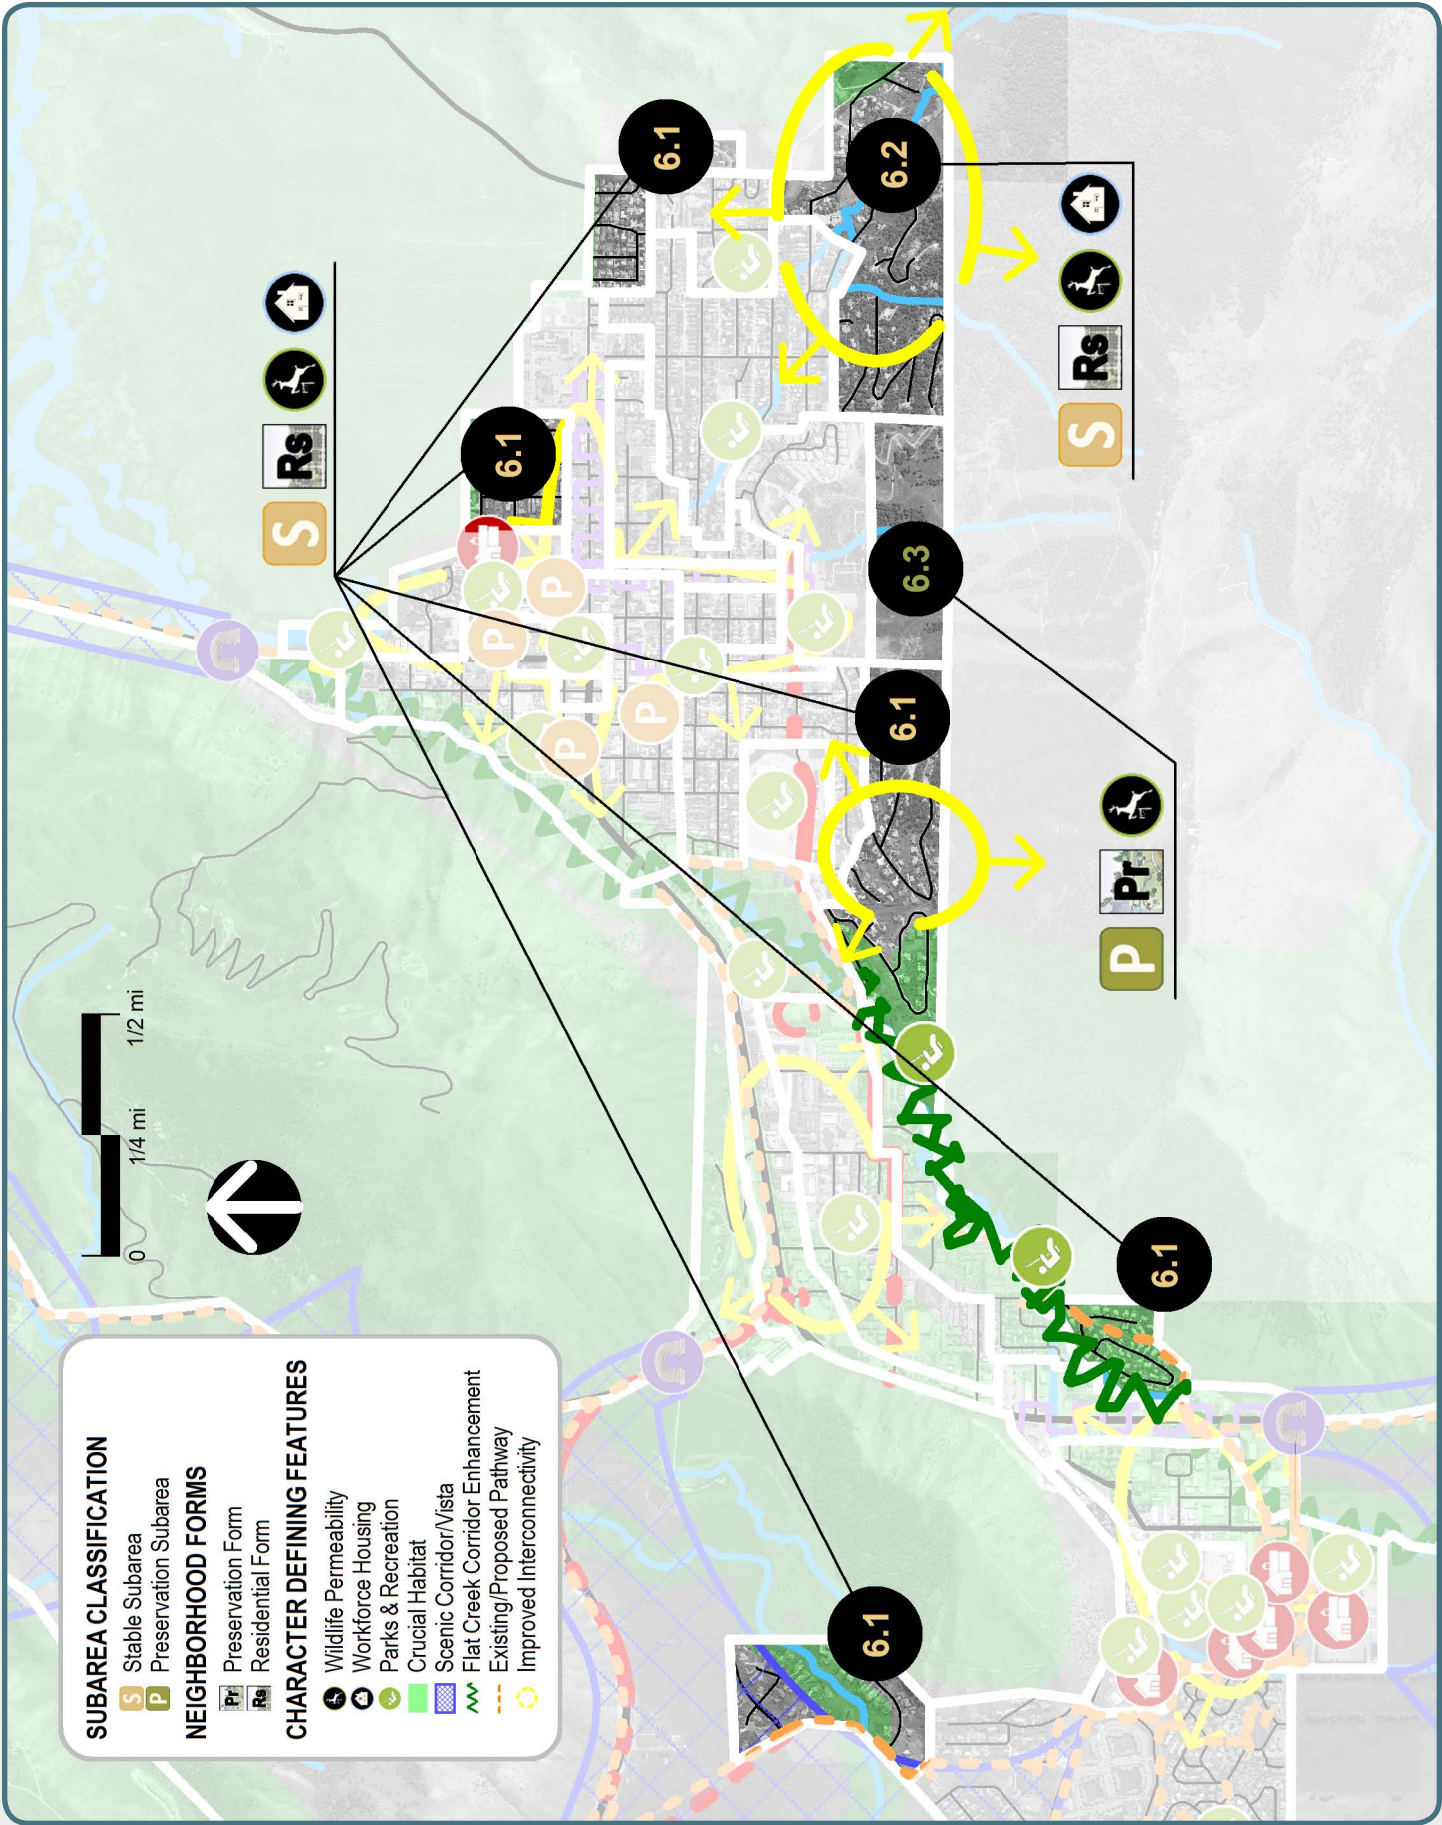 SUBAREA CLASSIFICATION
S Stable Subarea
P Preservation Subarea
NEIGHBORHOOD FORMS
Pr Preservation Form
Rs Residential Form
CHARACTER DEFINING FEATURES
Wildlife Permeability
Workforce Housing
Parks & Recreation
Crucial Habitat
Scenic Corridor/Vista
Flat Creek Corridor Enhancement
Existing/Proposed Pathway
Improved Interconnectivity
0 1/4 mi 1/2 mi
S Rs
6.1
6.1
6.1
6.1
6.1
6.2
6.3
S Rs
P Pr
P
P
P
P